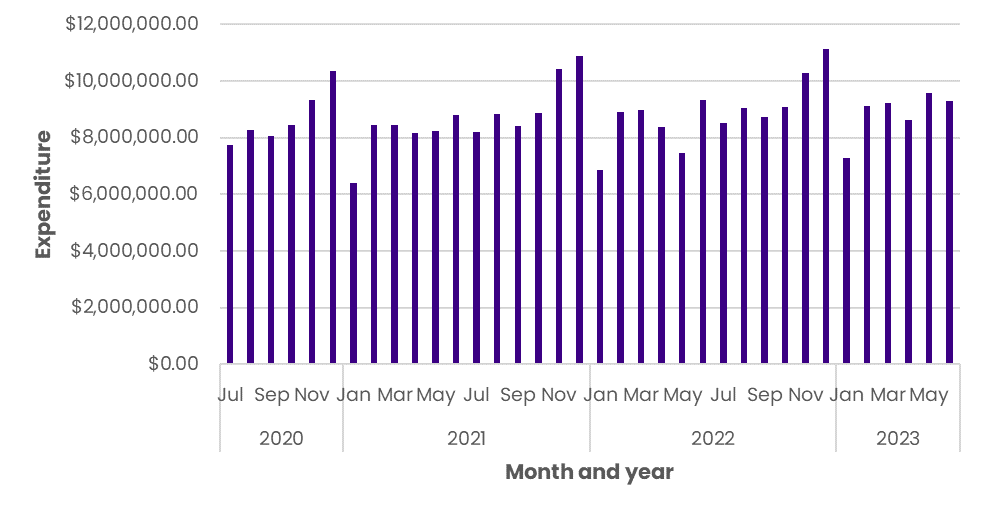 $12,000,000.00
$10,000,000.00
$8,000,000.00
$6,000,000.00
$4,000,000.00
$2,000,000.00
$0.00
Expenditure
Jul Sep Nov Jan Mar May Jul Sep Nov Jan Mar May Jul Sep Nov Jan Mar May
2020 2021 2022 2023
Month and year